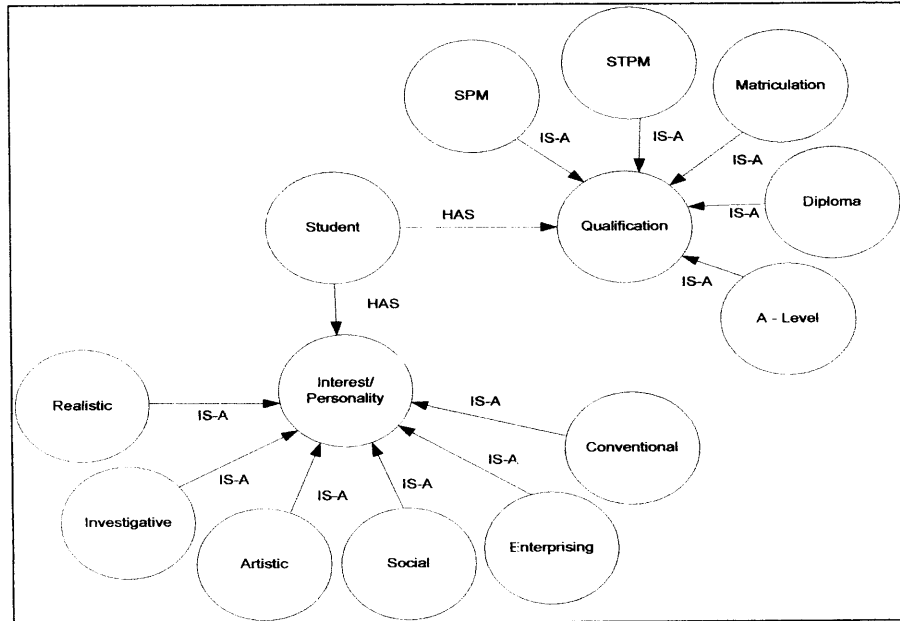 STPM
SPM
Matriculation
IS-A
IS-A
IS-A
Student
HAS
Qualification
IS-A
Diploma
IS-A
HAS
A - Level
Interest/
Personality
Realistic
IS-A
IS-A
Conventional
IS-A
IS-A
IS-A
IS-A
Investigative
Artistic
Social
Enterprising